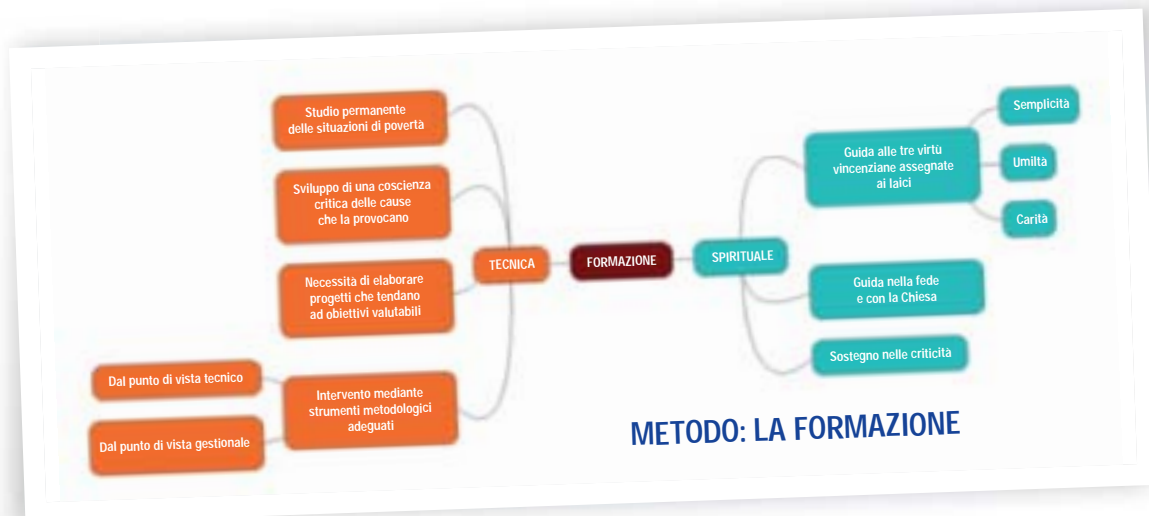 Studio permanente
delle situazioni di povertà
Sviluppo di una coscienza
critica delle cause
che la provocano
Necessità di elaborare
progetti che tendano
ad obiettivi valutabili
Intervento mediante
strumenti metodologici
adeguati
Dal punto di vista tecnico
Dal punto di vista gestionale
TECNICA
FORMAZIONE
SPIRITUALE
Guida alle tre virtù
vincenziane assegnate
ai laici
Semplicità
Umiltà
Carità
Guida nella fede
e con la Chiesa
Sostegno nelle criticità
METODO: LA FORMAZIONE